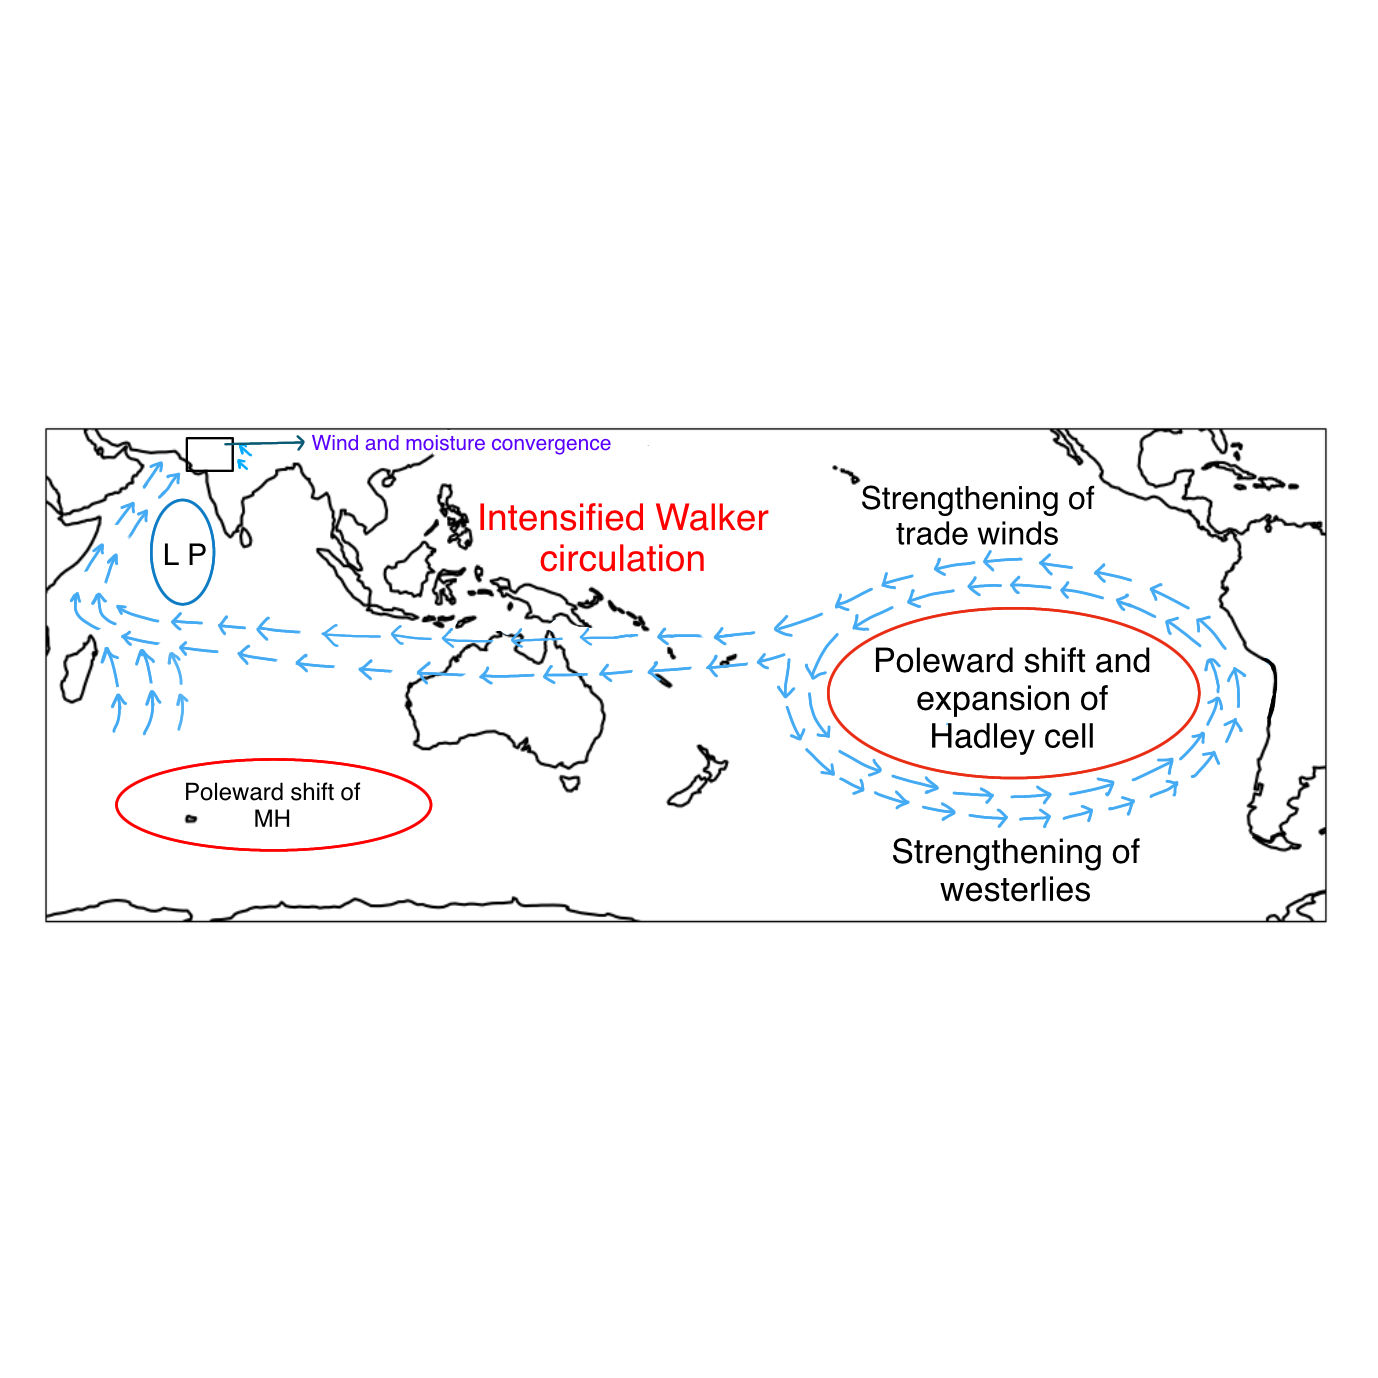 Wind and moisture convergence
Intensified Walker
circulation
Strengthening of
trade winds
L P
Poleward shift and
expansion of
Hadley cell
Poleward shift of
MH
Strengthening of
westerlies